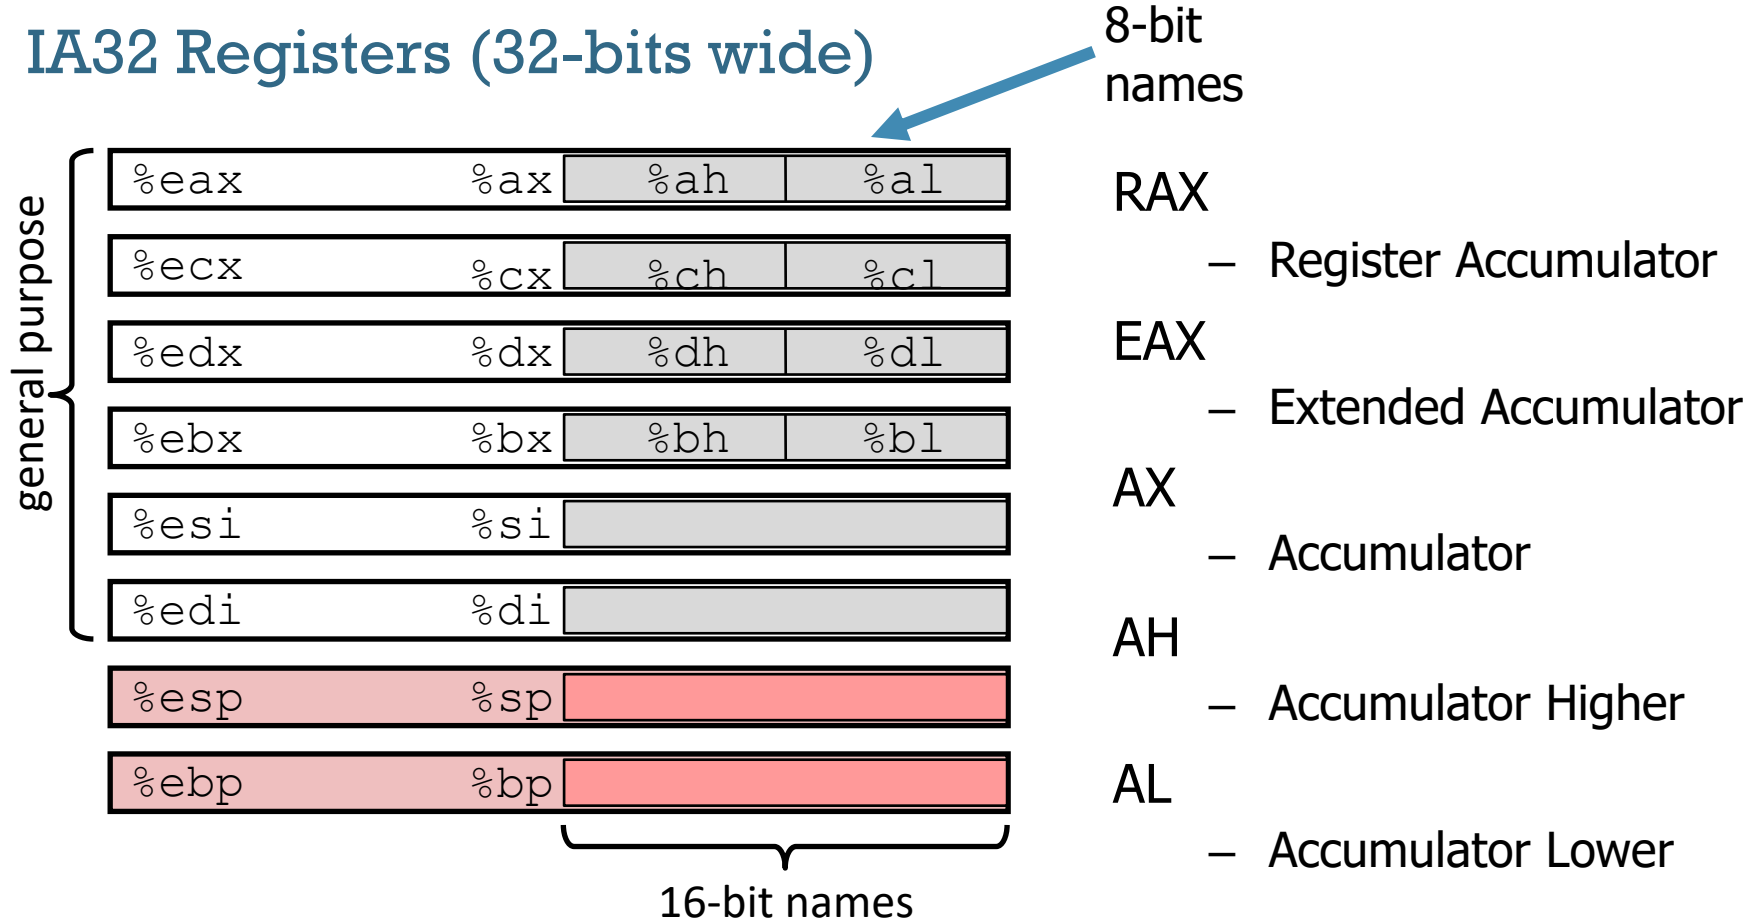 IA32 Registers (32-bits wide)
8-bit
names
general purpose
%eax %ax %ah %al
%ecx %cx %ch %cl
%edx %dx %dh %dl
%ebx %bx %bh %bl
%esi %si
%edi %di
%esp %sp
%ebp %bp
16-bit names
RAX
– Register Accumulator
EAX
– Extended Accumulator
AX
– Accumulator
AH
– Accumulator Higher
AL
– Accumulator Lower